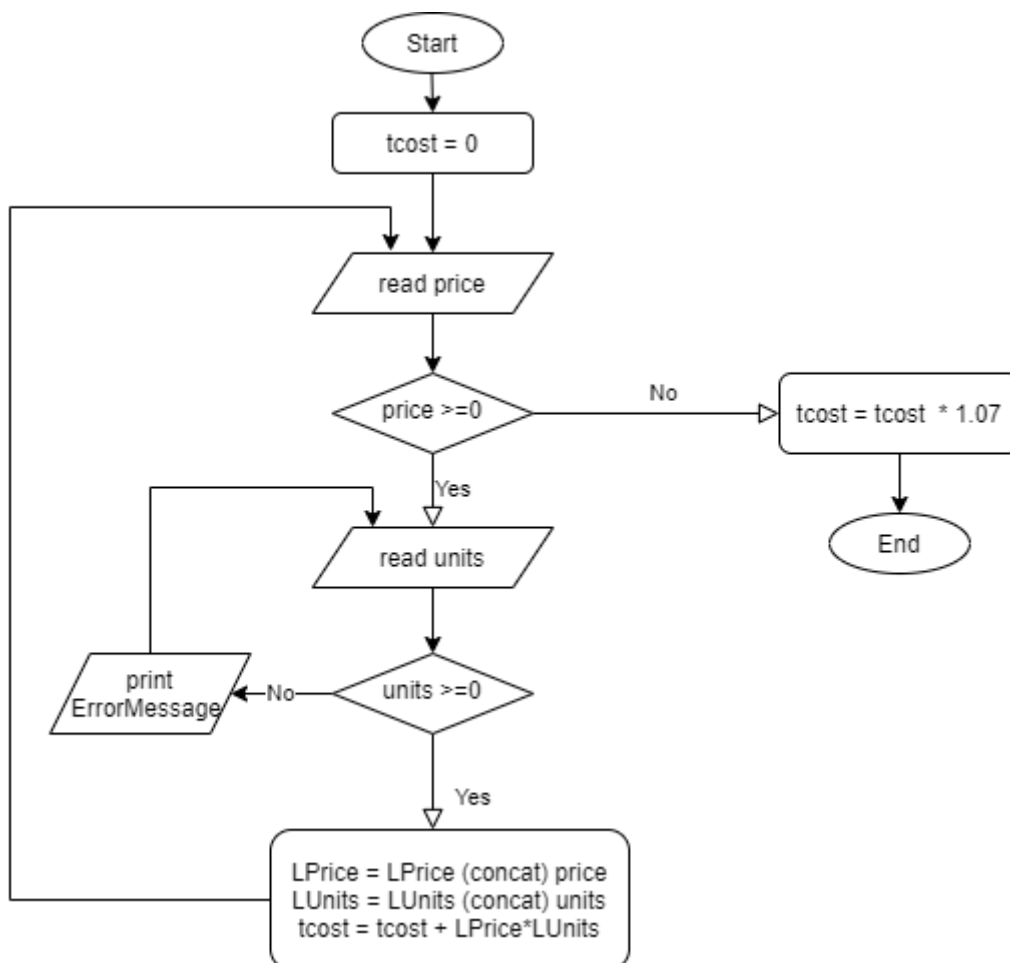 Start
tcost = 0
read price
price >=0
No
tcost = tcost * 1.07
Yes
End
read units
units >=0
No
print
ErrorMessage
Yes
LPrice = LPrice (concat) price
LUnits = LUnits (concat) units
tcost = tcost + LPrice*LUnits